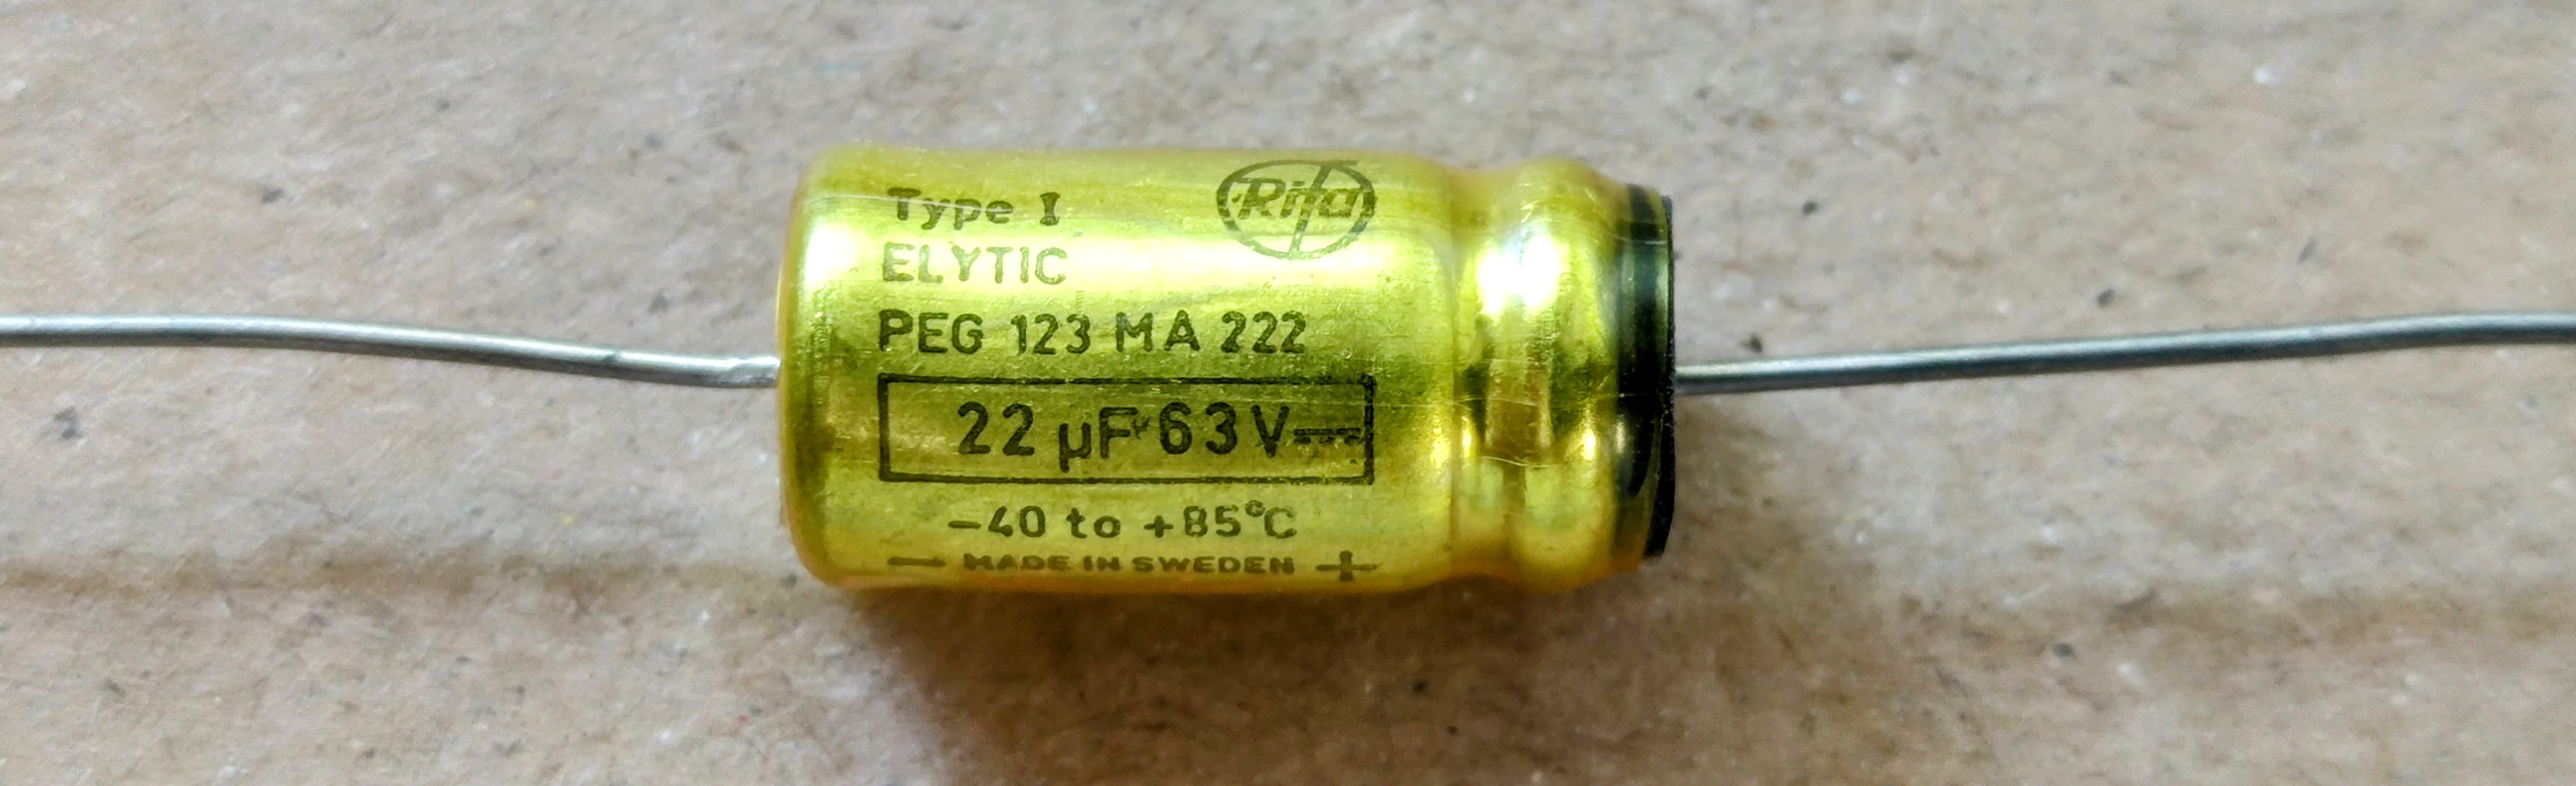 Type I
Rifa
ELYTIC
PEG 123 MA 222
22 µF 63 V⎓
-40 to +85°C
— MADE IN SWEDEN +